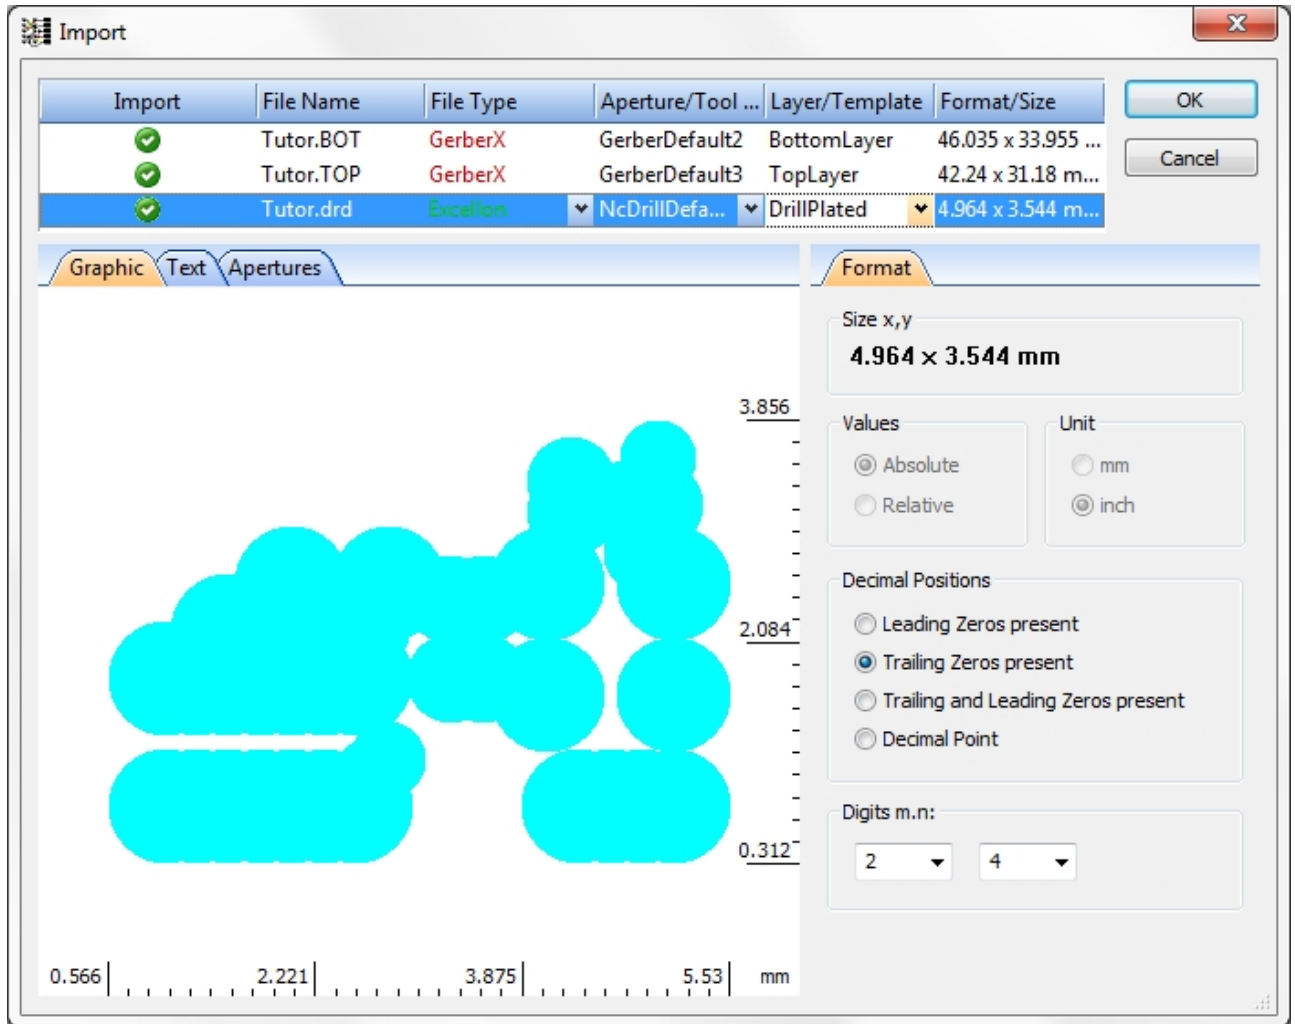 Import
Import File Name File Type Aperture/Tool ... Layer/Template Format/Size
OK
Tutor.BOT GerberX GerberDefault2 BottomLayer 46.035 x 33.955 ...
Cancel
Tutor.TOP GerberX GerberDefault3 TopLayer 42.24 x 31.18 m...
Tutor.drd Excellon NcDrillDefa... DrillPlated 4.964 x 3.544 m...
Graphic Text Apertures
Format
Size x,y
4.964 x 3.544 mm
3.856
2.084
0.312
0.566 2.221 3.875 5.53 mm
Values
Absolute
Relative
Unit
mm
inch
Decimal Positions
Leading Zeros present
Trailing Zeros present
Trailing and Leading Zeros present
Decimal Point
Digits m.n:
2 4